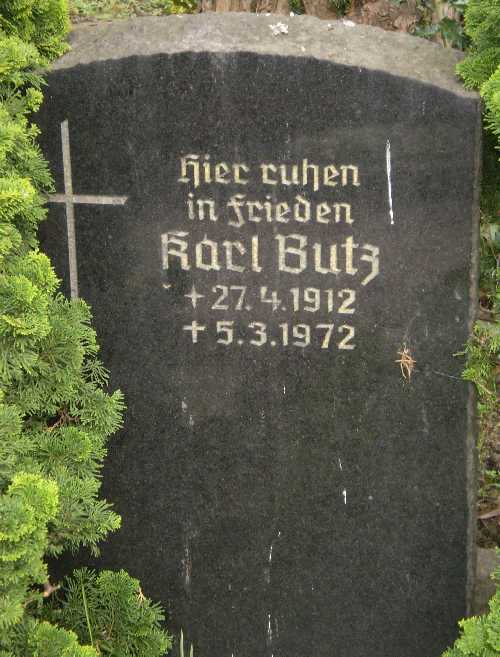 Hier ruhen
in Frieden
Karl Butz
+ 27. 4. 1912
+ 5. 3. 1972